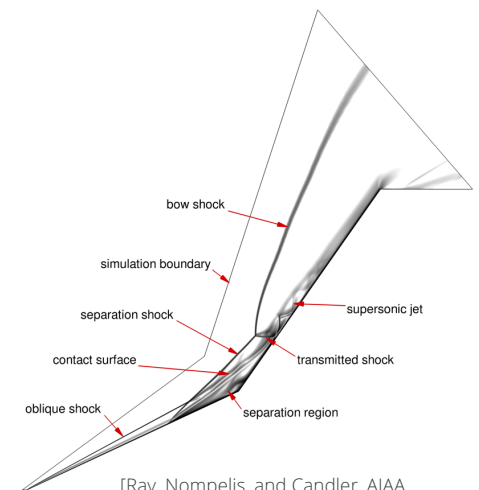 bow shock
simulation boundary
separation shock
supersonic jet
contact surface
transmitted shock
oblique shock
separation region
[Ray, Nompelis, and Candler, AIAA